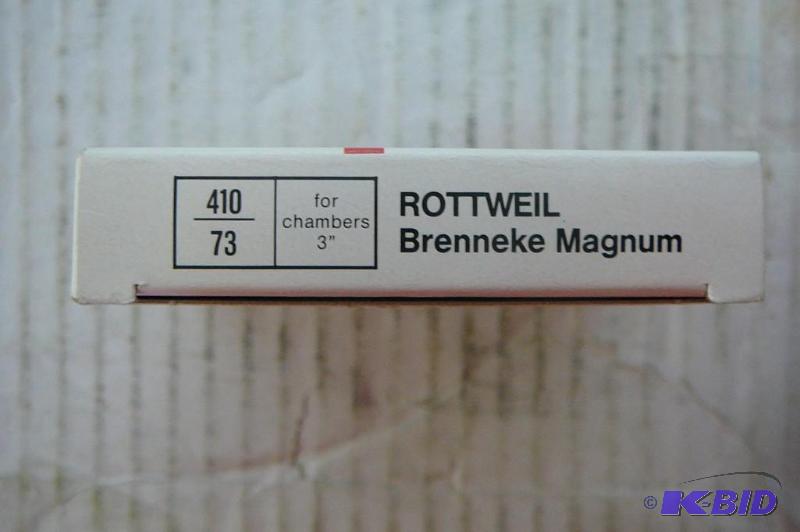 410
73
for
chambers
3”
ROTTWEIL
Brenneke Magnum
© K-BID